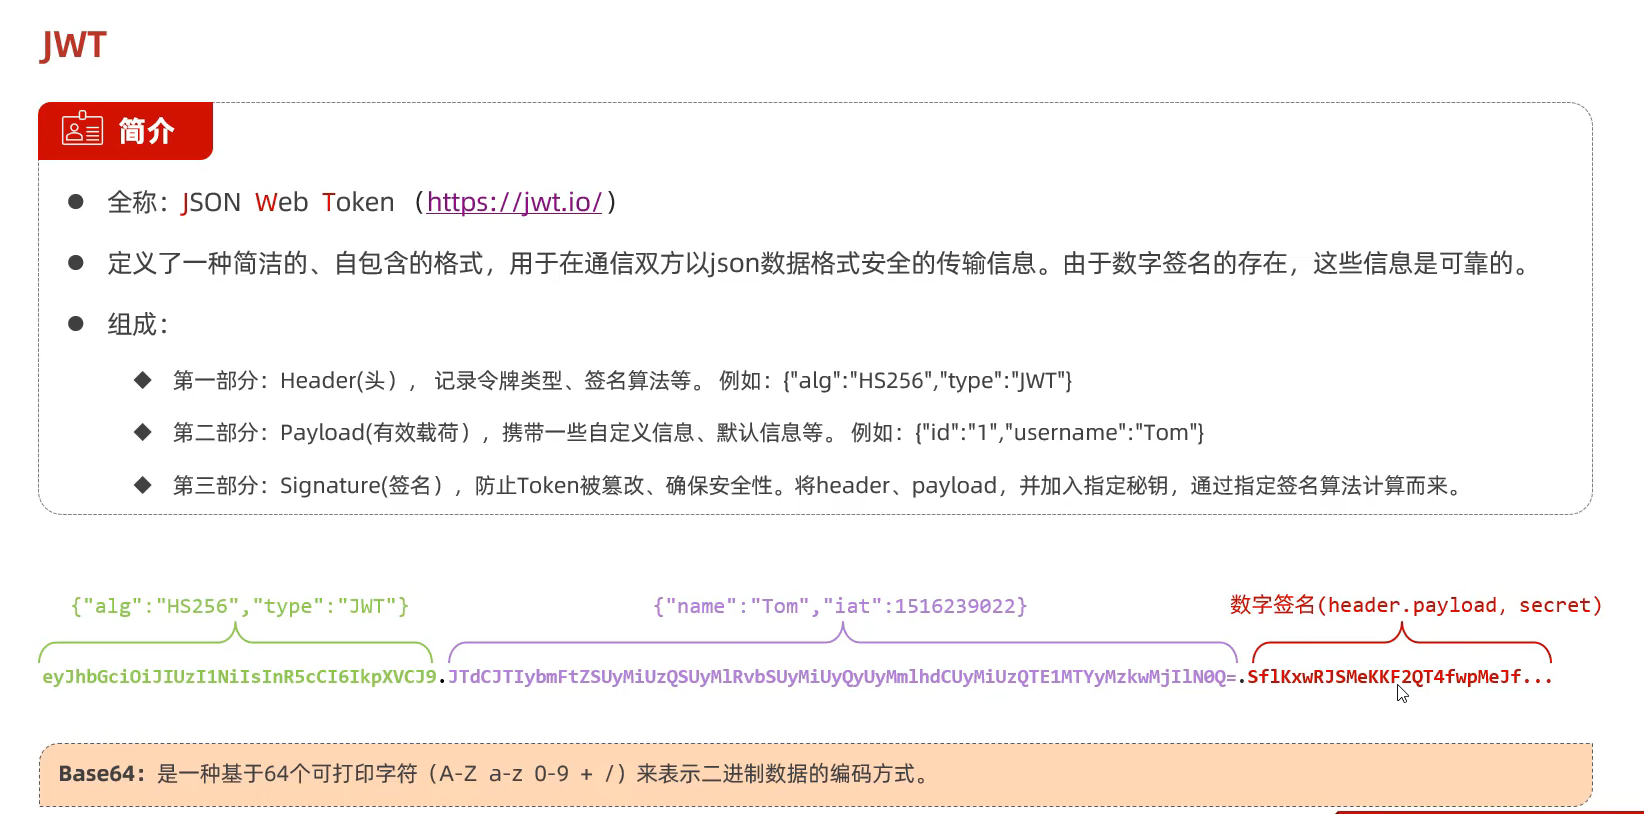 JWT
简介
全称：JSON Web Token （https://jwt.io/）
定义了一种简洁的、自包含的格式，用于在通信双方以json数据格式安全的传输信息。由于数字签名的存在，这些信息是可靠的。
组成：
第一部分：Header(头）， 记录令牌类型、签名算法等。 例如：{"alg":"HS256","type":"JWT"}
第二部分：Payload(有效载荷），携带一些自定义信息、默认信息等。 例如：{"id":"1","username":"Tom"}
第三部分：Signature(签名），防止Token被篡改、确保安全性。将header、payload，并加入指定秘钥，通过指定签名算法计算而来。
{"alg":"HS256","type":"JWT"} {"name":"Tom","iat":1516239022} 数字签名(header.payload, secret)
eyJhbGciOiJIUzI1NiIsInR5cCI6IkpXVCJ9.JTdCJTIybmFtZSUyMiUzQSUyMlRvbSUyMiUyQyUyMmlhdCUyMiUzQTE1MTYyMzkwMjIlN0Q=.SflKxwRJSMeKKF2QT4fwpMeJf...
Base64：是一种基于64个可打印字符（A-Z a-z 0-9 + /）来表示二进制数据的编码方式。